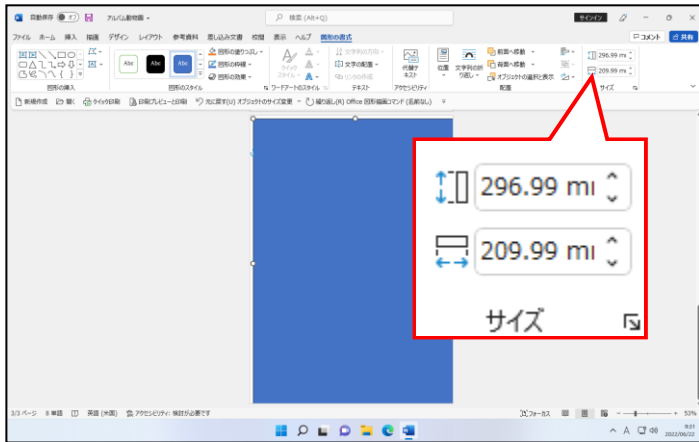 自動保存 オフ アルバム動物園 検索 (Alt+Q) サインイン
ファイル ホーム 挿入 描画 デザイン レイアウト 参考資料 差し込み文書 校閲 表示 ヘルプ 図形の書式 コメント 共有
図形の塗りつぶし
図形の枠線
図形の効果
Abc Abc Abc
クイック
スタイル
文字列の方向
文字の配置
リンクの作成
代替テ
キスト
位置 文字列の折
り返し
前面へ移動
背面へ移動
オブジェクトの選択と表示
296.99 mi
209.99 mi
図形の挿入 図形のスタイル ワードアートのスタイル テキスト アクセシビリティ 配置 サイズ
新規作成 開く クイック印刷 印刷プレビューと印刷 元に戻す(U) オブジェクトのサイズ変更 繰り返し(R) Office 図形描画コマンド (名前なし)
296.99 mi
209.99 mi
サイズ
2/3 ページ 8 単語 英語 (米国) アクセシビリティ: 検討が必要です フォーカス 53%
A
2022/06/22